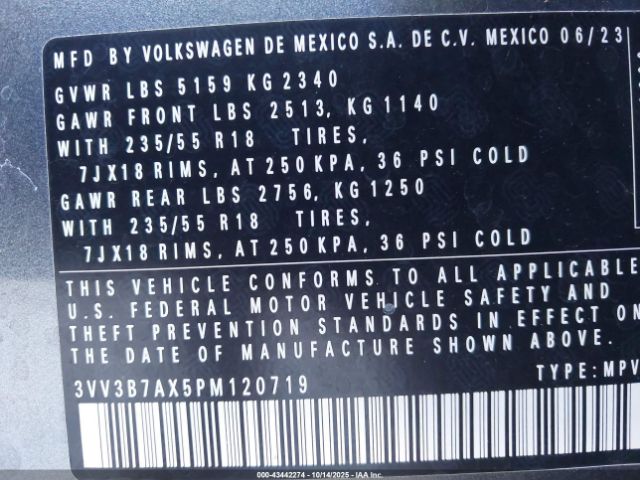 MFD BY VOLKSWAGEN DE MEXICO S.A. DE C.V. MEXICO 06/23
GVWR LBS 5159 KG 2340
GAWR FRONT LBS 2513, KG 1140
WITH 235/55 R18 TIRES,
7JX18 RIMS, AT 250 KPA, 36 PSI COLD
GAWR REAR LBS 2756, KG 1250
WITH 235/55 R18 TIRES,
7JX18 RIMS, AT 250 KPA, 36 PSI COLD
THIS VEHICLE CONFORMS TO ALL APPLICABLE
U.S. FEDERAL MOTOR VEHICLE SAFETY AND
THEFT PREVENTION STANDARDS IN EFFECT ON
THE DATE OF MANUFACTURE SHOWN ABOVE.
3VV3B7AX5PM120719 TYPE: MPV
000-43442274 - 10/14/2025 - IAA Inc.